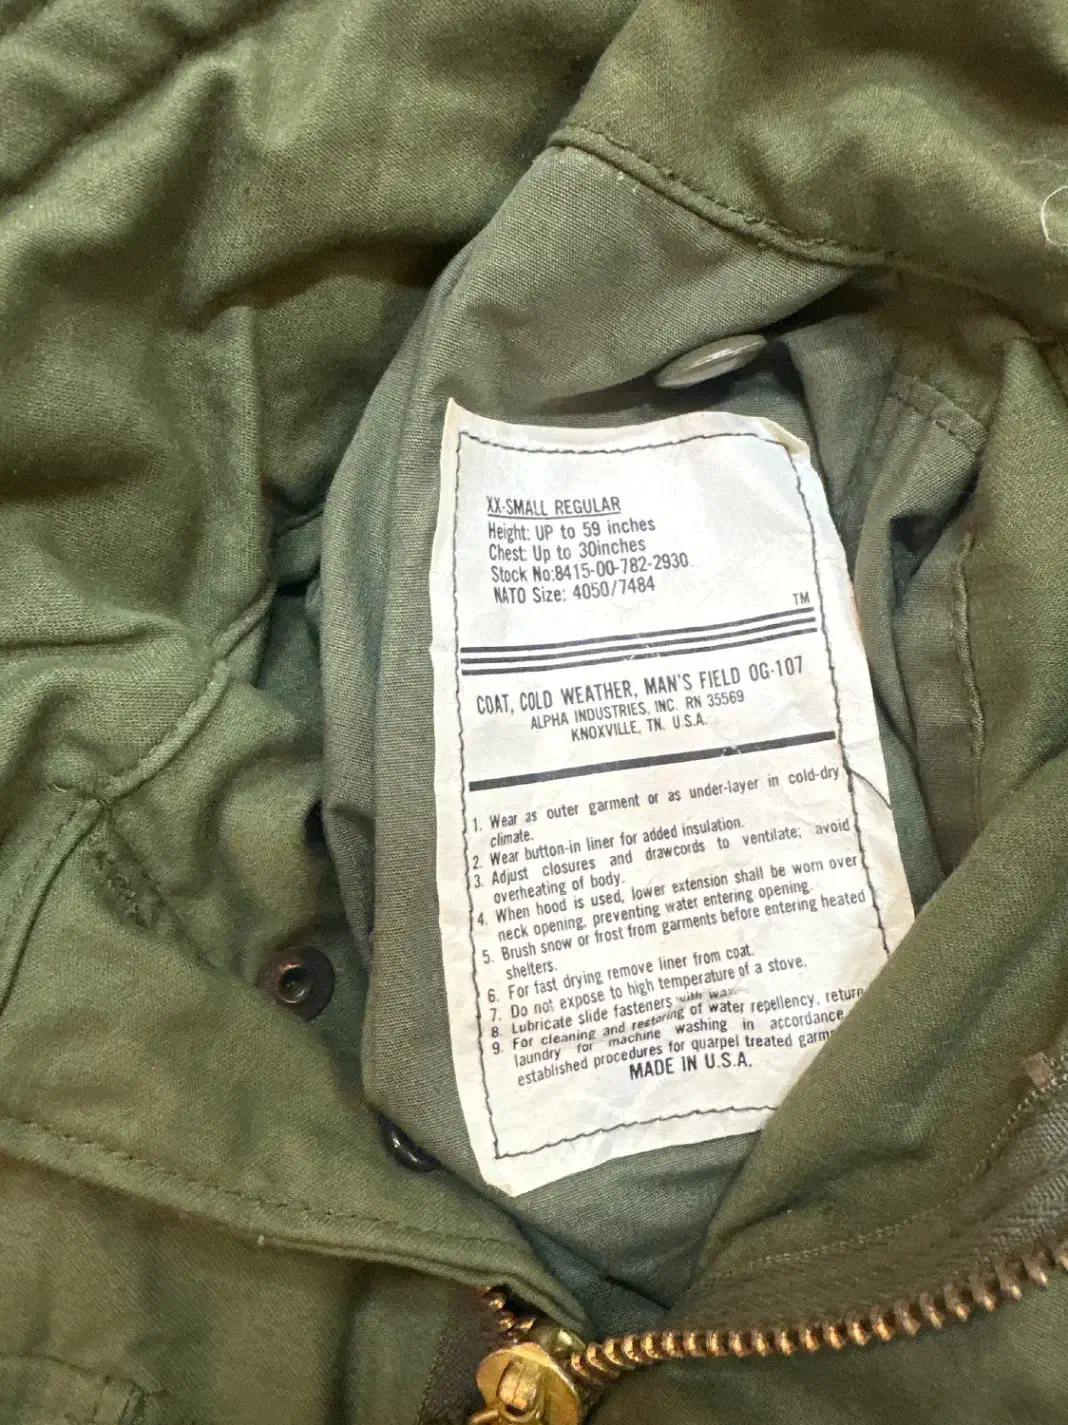 XX-SMALL REGULAR
Height: UP to 59 inches
Chest: Up to 30inches
Stock No:8415-00-782-2930
NATO Size: 4050/7484
TM
COAT, COLD WEATHER, MAN'S FIELD OG-107
ALPHA INDUSTRIES, INC. RN 35569
KNOXVILLE, TN. U.S.A.
1. Wear as outer garment or as under-layer in cold-dry
climate.
2. Wear button-in liner for added insulation.
3. Adjust closures and drawcords to ventilate; avoid
overheating of body.
4. When hood is used, lower extension shall be worn over
neck opening, preventing water entering opening.
5. Brush snow or frost from garments before entering heated
shelters.
6. For fast drying remove liner from coat.
7. Do not expose to high temperature of a stove.
8. Lubricate slide fasteners with wax.
9. For cleaning and restoring of water repellency, return
laundry for machine washing in accordance
established procedures for quarpel treated
MADE IN U.S.A.